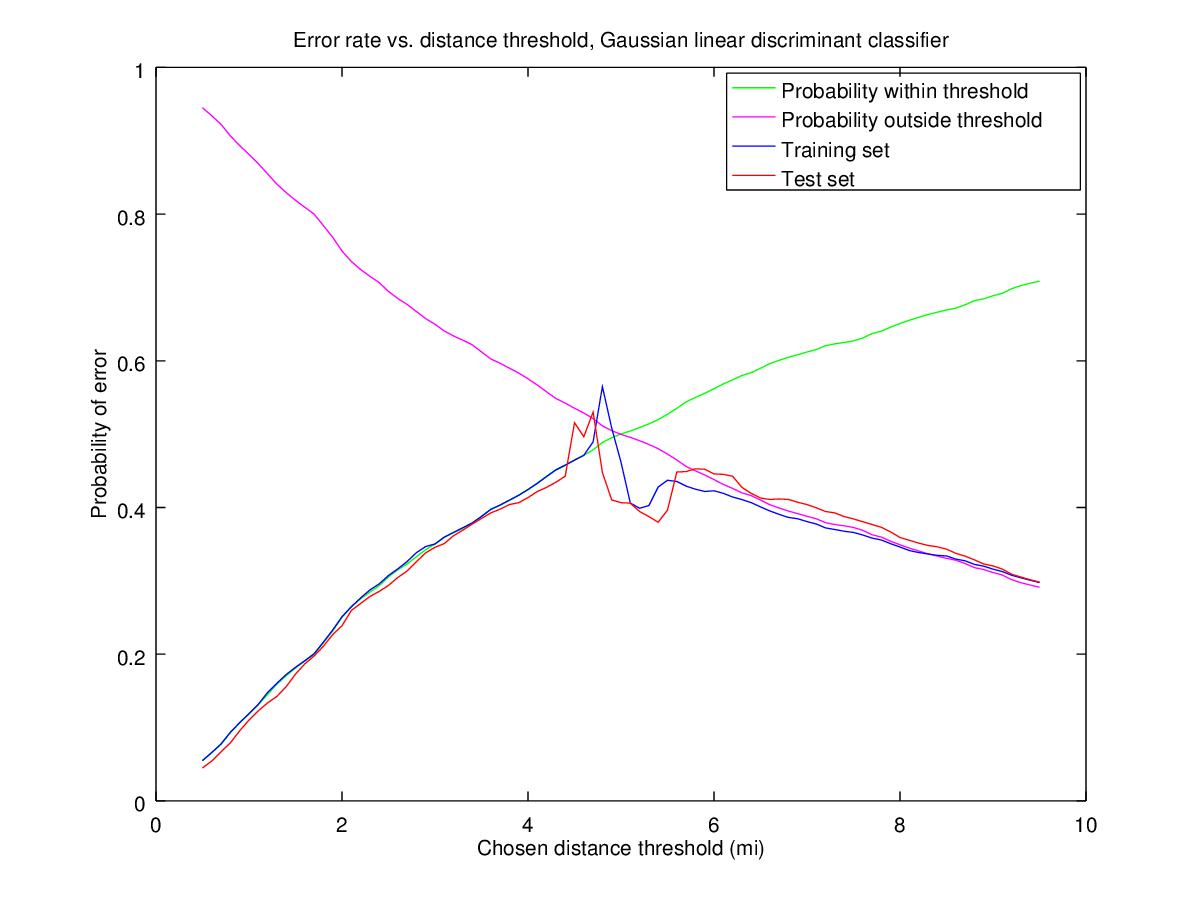 Error rate vs. distance threshold, Gaussian linear discriminant classifier
1
0.8
0.6
0.4
0.2
0
Probability of error
Probability within threshold
Probability outside threshold
Training set
Test set
0 2 4 6 8 10
Chosen distance threshold (mi)